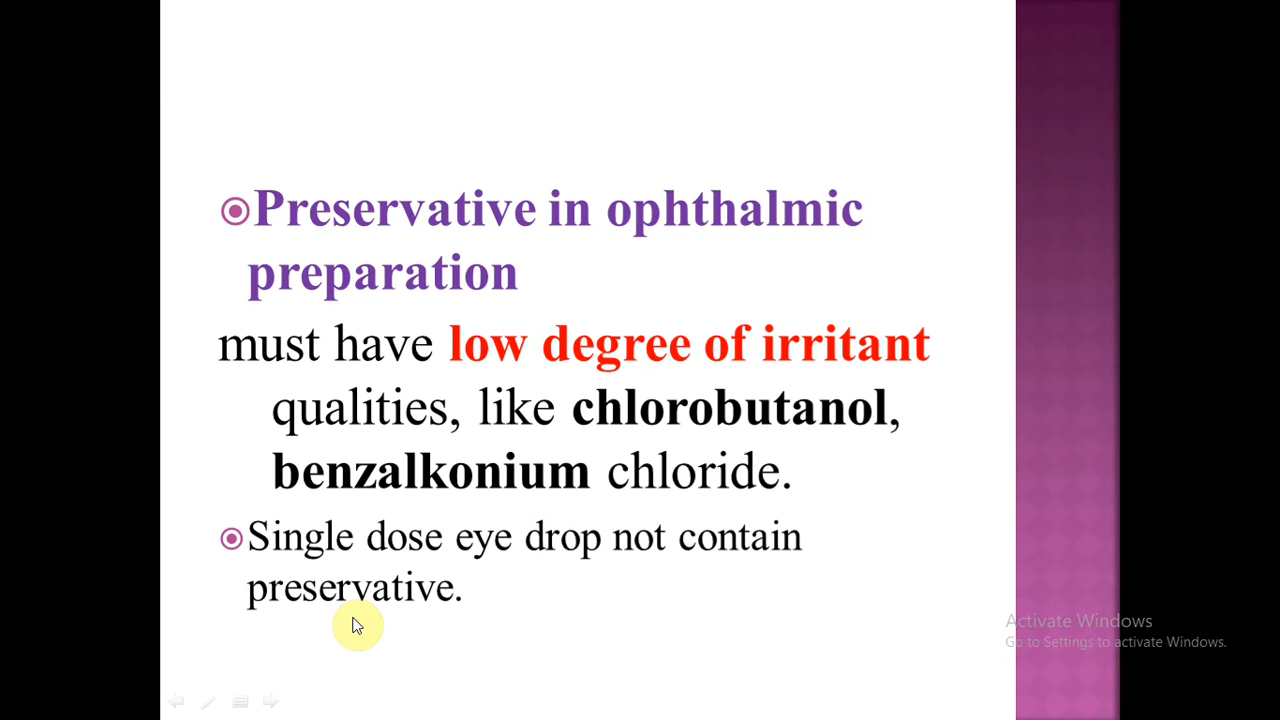 Preservative in ophthalmic
preparation
must have low degree of irritant
qualities, like chlorobutanol,
benzalkonium chloride.
Single dose eye drop not contain
preservative.
Activate Windows
Go to Settings to activate Windows.